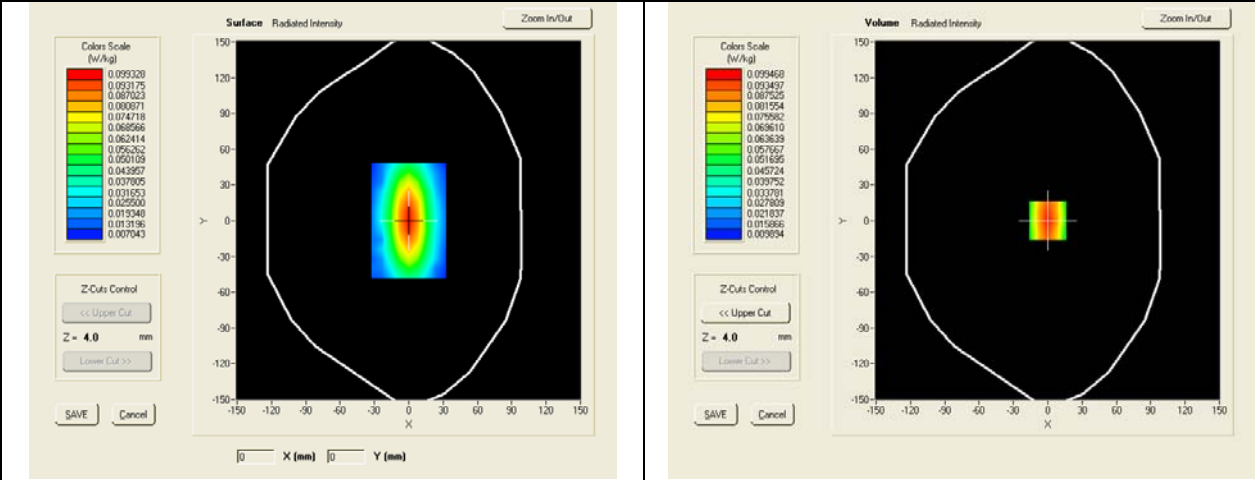 Surface Radiated Intensity
Zoom In/Out
Colors Scale
(W/kg)
0.099328
0.093175
0.087023
0.080871
0.074718
0.068566
0.062414
0.056262
0.050109
0.043957
0.037805
0.031653
0.025500
0.019348
0.013196
0.007043
Z-Cuts Control
<< Upper Cut
Z = 4.0 mm
Lower Cut >>
SAVE Cancel
150
120
90
60
30
0
-30
-60
-90
-120
-150
Y
-150 -120 -90 -60 -30 0 30 60 90 120 150
X
0 X (mm) 0 Y (mm)
Volume Radiated Intensity
Zoom In/Out
Colors Scale
(W/kg)
0.099468
0.093497
0.087525
0.081554
0.075582
0.069610
0.063639
0.057667
0.051695
0.045724
0.039752
0.033781
0.027809
0.021837
0.015866
0.009894
Z-Cuts Control
<< Upper Cut
Z = 4.0 mm
Lower Cut >>
SAVE Cancel
150
120
90
60
30
0
-30
-60
-90
-120
-150
Y
-150 -120 -90 -60 -30 0 30 60 90 120 150
X